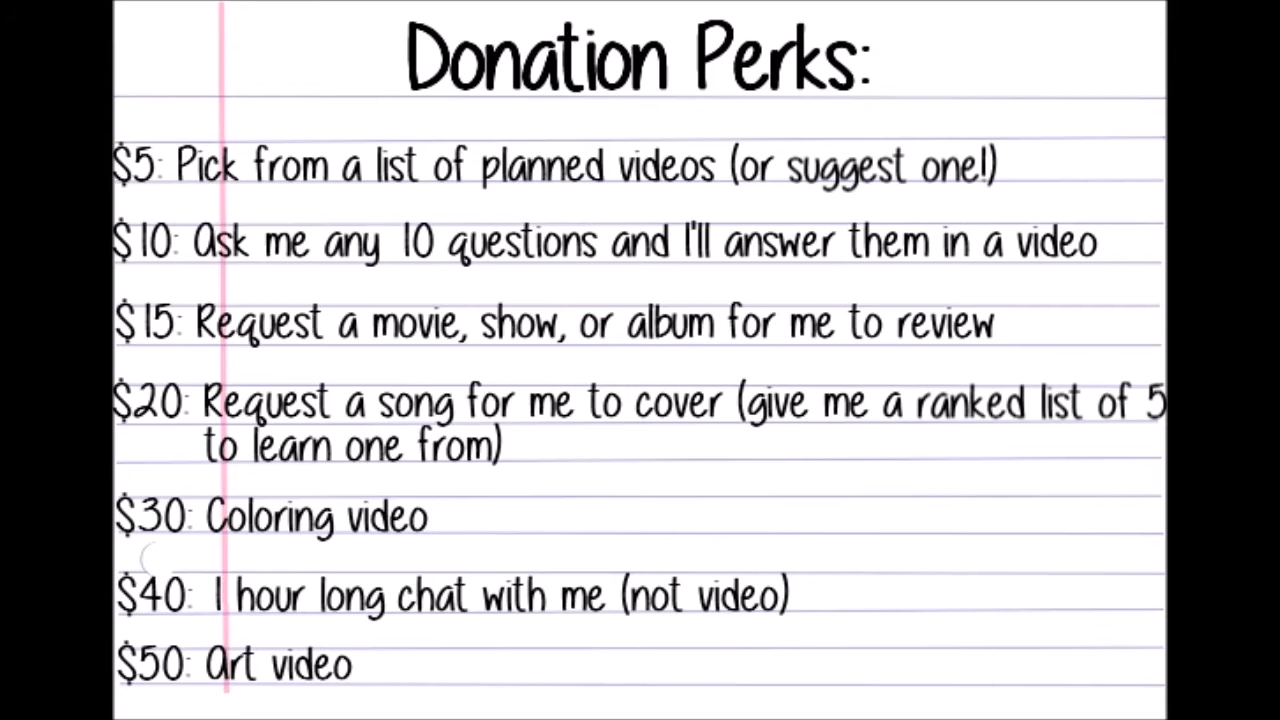 Donation Perks:
$5: Pick from a list of planned videos (or suggest one!)
$10: Ask me any 10 questions and I'll answer them in a video
$15: Request a movie, show, or album for me to review
$20: Request a song for me to cover (give me a ranked list of 5
to learn one from)
$30: Coloring video
$40: 1 hour long chat with me (not video)
$50: Art video